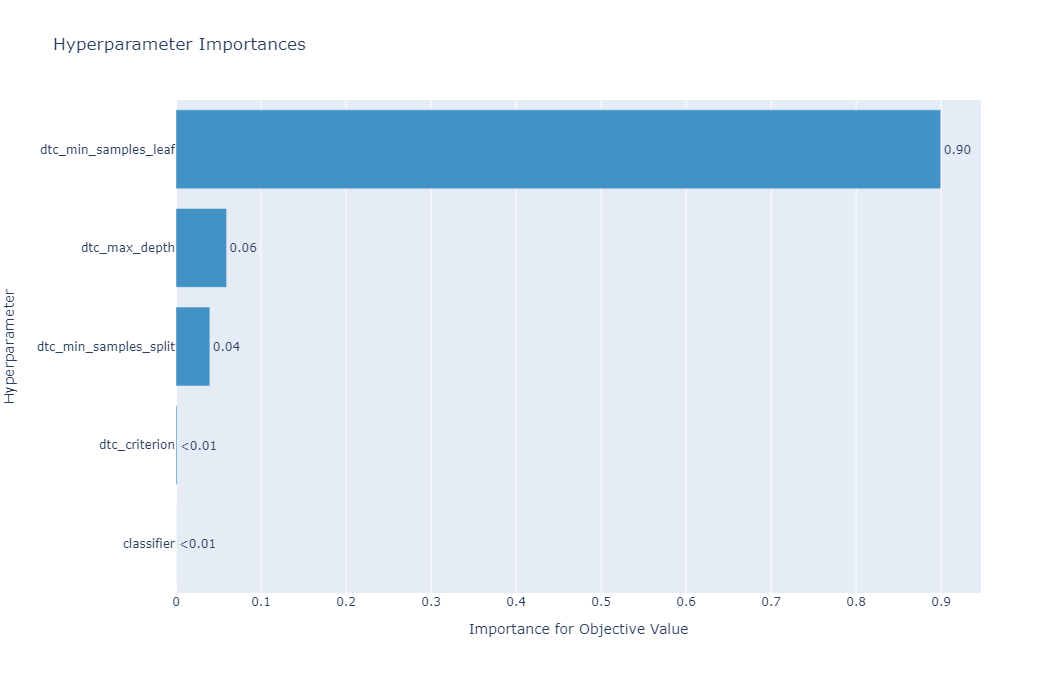 Hyperparameter Importances
Hyperparameter
dtc_min_samples_leaf 0.90
dtc_max_depth 0.06
dtc_min_samples_split 0.04
dtc_criterion <0.01
classifier <0.01
0 0.1 0.2 0.3 0.4 0.5 0.6 0.7 0.8 0.9
Importance for Objective Value